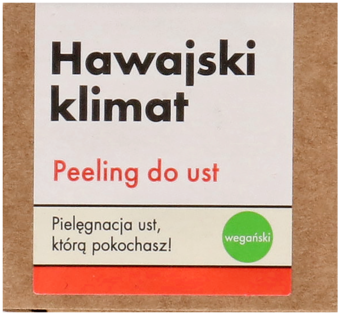 Hawajski
klimat
Peeling do ust
Pielęgnacja ust,
którą pokochasz!
wegański